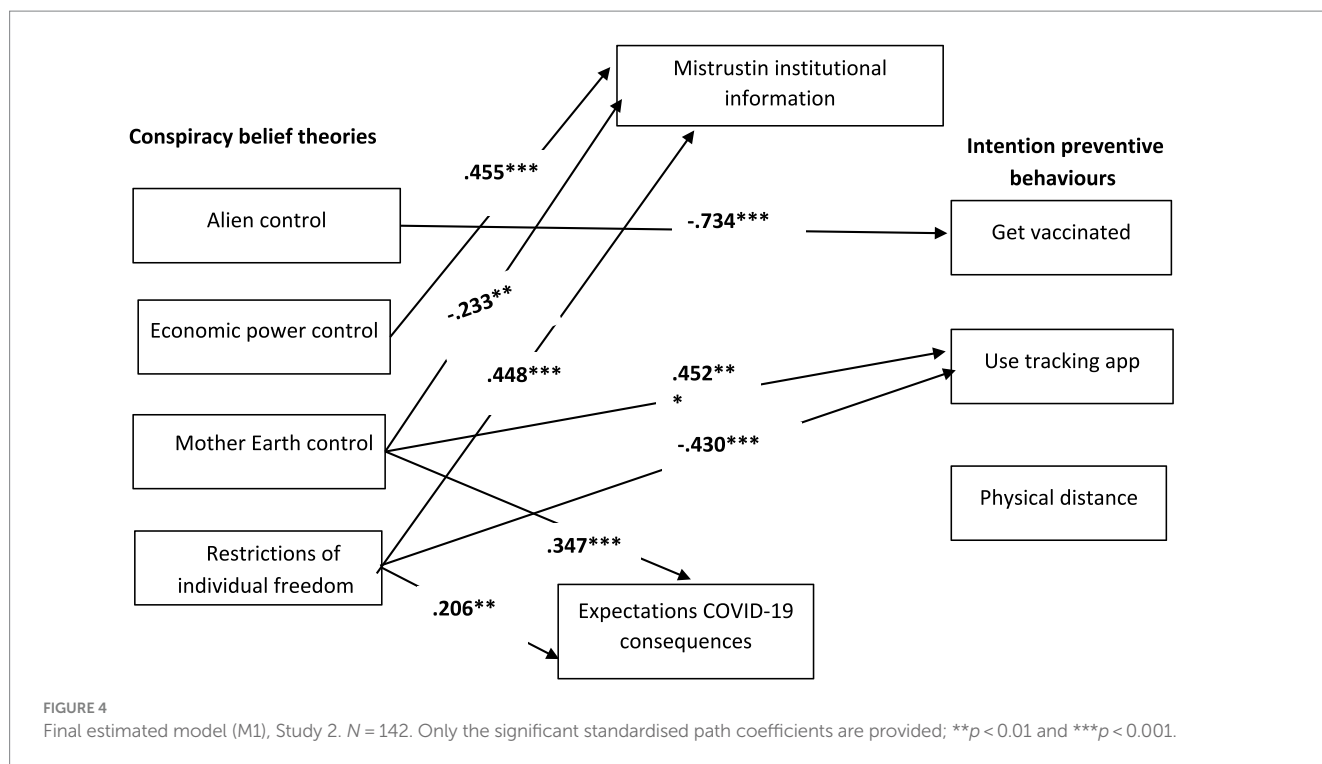 Mistrustin institutional
information
Conspiracy belief theories
Intention preventive
behaviours
.455***
Alien control
-.734***
Get vaccinated
-.233**
Economic power control
.448***
.452**
*
Use tracking app
Mother Earth control
-.430***
Physical distance
Restrictions of
individual freedom
.347***
.206**
Expectations COVID-19
consequences
FIGURE 4
Final estimated model (M1), Study 2. N = 142. Only the significant standardised path coefficients are provided; **p < 0.01 and ***p < 0.001.